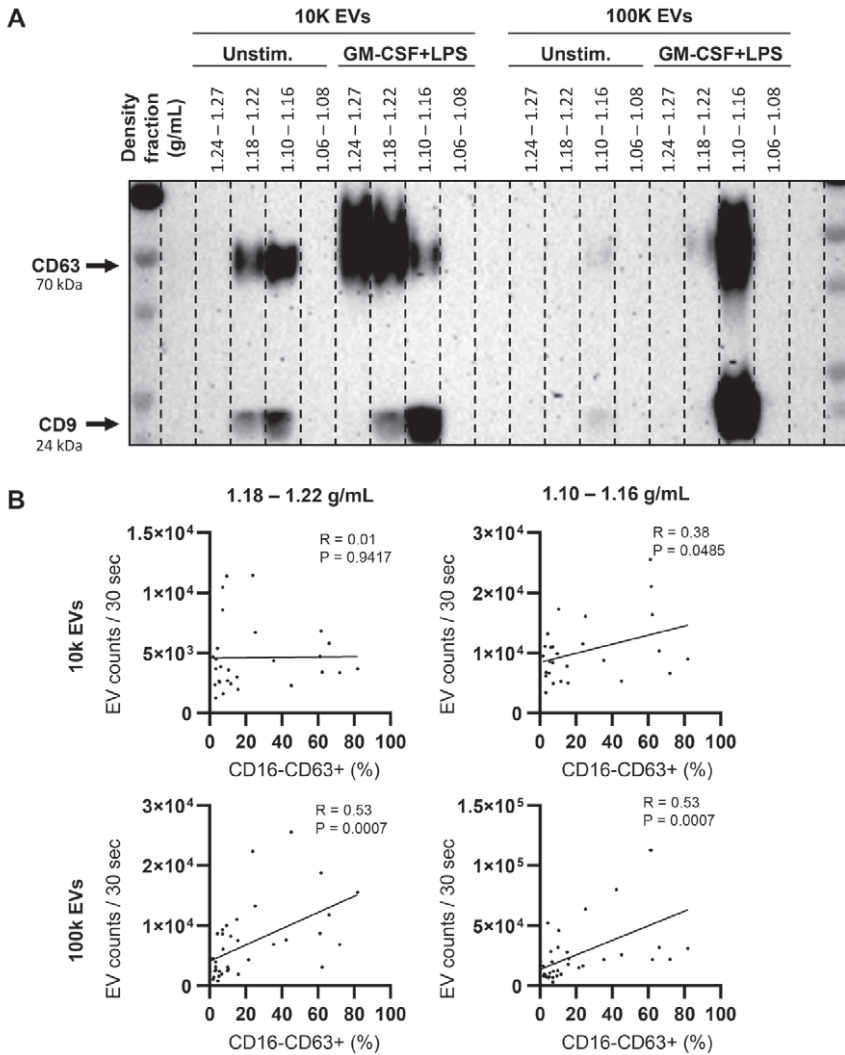 A
10K EVs
100K EVs
Unstim.
GM-CSF+LPS
Unstim.
GM-CSF+LPS
Density
fraction
(g/mL)
1.24 – 1.27
1.18 – 1.22
1.10 – 1.16
1.06 – 1.08
1.24 – 1.27
1.18 – 1.22
1.10 – 1.16
1.06 – 1.08
1.24 – 1.27
1.18 – 1.22
1.10 – 1.16
1.06 – 1.08
1.24 – 1.27
1.18 – 1.22
1.10 – 1.16
1.06 – 1.08
CD63
70 kDa
CD9
24 kDa
B
1.18 – 1.22 g/mL
1.10 – 1.16 g/mL
10k EVs
EV counts / 30 sec
1.5×10⁴
1×10⁴
5×10³
0
R = 0.01
P = 0.9417
0 20 40 60 80 100
CD16-CD63+ (%)
EV counts / 30 sec
3×10⁴
2×10⁴
1×10⁴
0
R = 0.38
P = 0.0485
0 20 40 60 80 100
CD16-CD63+ (%)
100k EVs
EV counts / 30 sec
3×10⁴
2×10⁴
1×10⁴
0
R = 0.53
P = 0.0007
0 20 40 60 80 100
CD16-CD63+ (%)
EV counts / 30 sec
1.5×10⁵
1×10⁵
5×10⁴
0
R = 0.53
P = 0.0007
0 20 40 60 80 100
CD16-CD63+ (%)